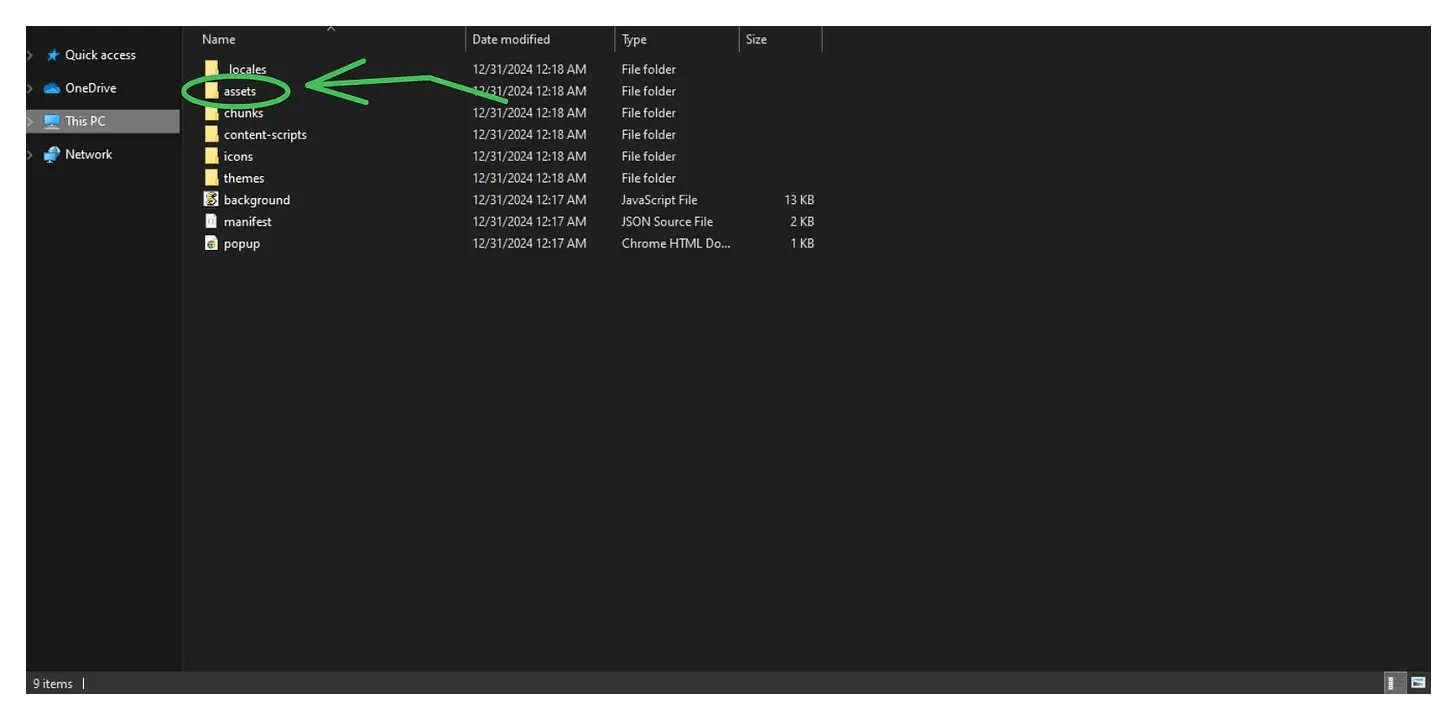 Name Date modified Type Size
Quick access
OneDrive
This PC
Network
_locales 12/31/2024 12:18 AM File folder
assets 12/31/2024 12:18 AM File folder
chunks 12/31/2024 12:18 AM File folder
content-scripts 12/31/2024 12:18 AM File folder
icons 12/31/2024 12:18 AM File folder
themes 12/31/2024 12:18 AM File folder
background 12/31/2024 12:17 AM JavaScript File 13 KB
manifest 12/31/2024 12:17 AM JSON Source File 2 KB
popup 12/31/2024 12:17 AM Chrome HTML Do... 1 KB
9 items